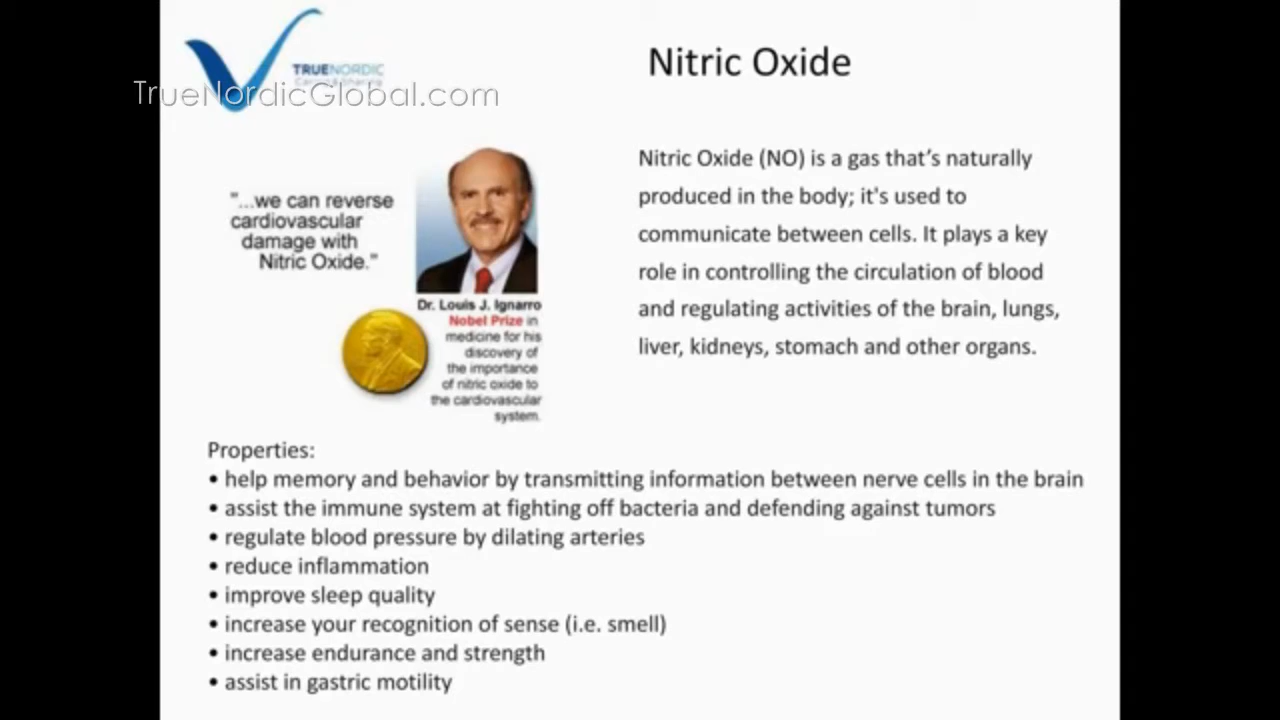 TRUENORDIC
TrueNordicGlobal.com
Nitric Oxide
"...we can reverse
cardiovascular
damage with
Nitric Oxide."
Dr. Louis J. Ignarro
Nobel Prize in
medicine for his
discovery of
the importance
of nitric oxide to
the cardiovascular
system.
Nitric Oxide (NO) is a gas that's naturally
produced in the body; it's used to
communicate between cells. It plays a key
role in controlling the circulation of blood
and regulating activities of the brain, lungs,
liver, kidneys, stomach and other organs.
Properties:
• help memory and behavior by transmitting information between nerve cells in the brain
• assist the immune system at fighting off bacteria and defending against tumors
• regulate blood pressure by dilating arteries
• reduce inflammation
• improve sleep quality
• increase your recognition of sense (i.e. smell)
• increase endurance and strength
• assist in gastric motility